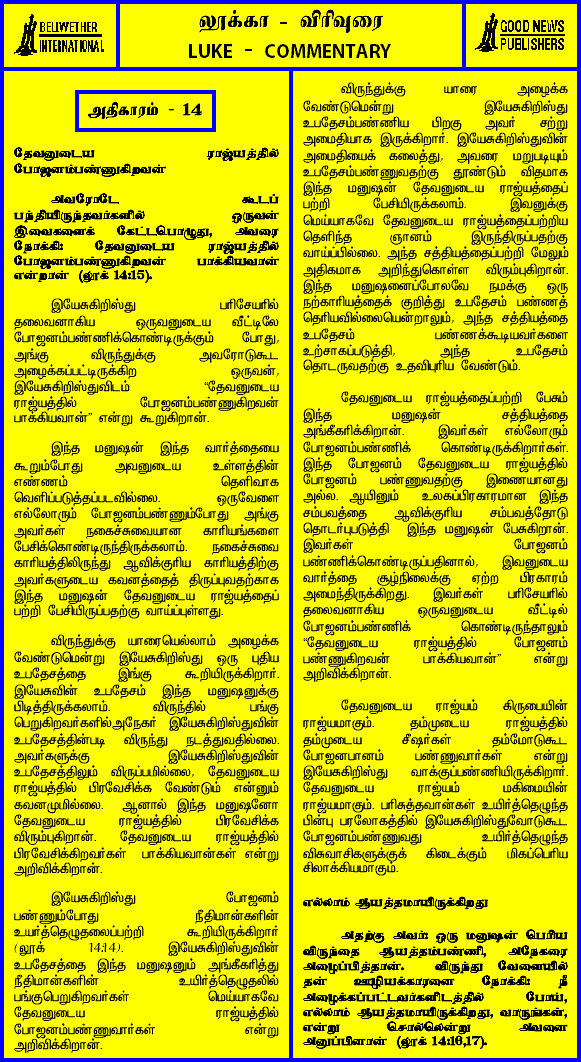 BELLWETHER
INTERNATIONAL
லூக்கா - விரிவுரை
LUKE - COMMENTARY
GOOD NEWS
PUBLISHERS
அதிகாரம் - 14
தேவனுடைய ராஜ்யத்தில்
போஜனம்பண்ணுகிறவன்
அவரோடே கூடப்
பந்தியிருந்தவர்களில் ஒருவன்
இவைகளைக் கேட்டபொழுது, அவரை
நோக்கி: தேவனுடைய ராஜ்யத்தில்
போஜனம்பண்ணுகிறவன் பாக்கியவான்
என்றான் (லூக் 14:15).
இயேசுகிறிஸ்து பரிசேயரில்
தலைவனாகிய ஒருவனுடைய வீட்டிலே
போஜனம்பண்ணிக்கொண்டிருக்கும் போது,
அங்கு விருந்துக்கு அவரோடுகூட
அழைக்கப்பட்டிருக்கிற ஒருவன்,
இயேசுகிறிஸ்துவிடம் “தேவனுடைய
ராஜ்யத்தில் போஜனம்பண்ணுகிறவன்
பாக்கியவான்” என்று கூறுகிறான்.
இந்த மனுஷன் இந்த வார்த்தையை
கூறும்போது அவனுடைய உள்ளத்தின்
எண்ணம் தெளிவாக
வெளிப்படுத்தப்படவில்லை. ஒருவேளை
எல்லோரும் போஜனம்பண்ணும்போது அங்கு
அவர்கள் நகைச்சுவையான காரியங்களை
பேசிக்கொண்டிருந்திருக்கலாம். நகைச்சுவை
காரியத்திலிருந்து ஆவிக்குரிய காரியத்திற்கு
அவர்களுடைய கவனத்தைத் திருப்புவதற்காக
இந்த மனுஷன் தேவனுடைய ராஜ்யத்தைப்
பற்றி பேசியிருப்பதற்கு வாய்ப்புள்ளது.
விருந்துக்கு யாரையெல்லாம் அழைக்க
வேண்டுமென்று இயேசுகிறிஸ்து ஒரு புதிய
உபதேசத்தை இங்கு கூறியிருக்கிறார்.
இயேசுவின் உபதேசம் இந்த மனுஷனுக்கு
பிடித்திருக்கலாம். விருந்தில் பங்கு
பெறுகிறவர்களில்அநேகர் இயேசுகிறிஸ்துவின்
உபதேசத்தின்படி விருந்து நடத்துவதில்லை.
அவர்களுக்கு இயேசுகிறிஸ்துவின்
உபதேசத்திலும் விருப்பமில்லை, தேவனுடைய
ராஜ்யத்தில் பிரவேசிக்க வேண்டும் என்னும்
கவனமுமில்லை. ஆனால் இந்த மனுஷனோ
தேவனுடைய ராஜ்யத்தில் பிரவேசிக்க
விரும்புகிறான். தேவனுடைய ராஜ்யத்தில்
பிரவேசிக்கிறவர்கள் பாக்கியவான்கள் என்று
அறிவிக்கிறான்.
இயேசுகிறிஸ்து போஜனம்
பண்ணும்போது நீதிமான்களின்
உயிர்த்தெழுதலைப்பற்றி கூறியிருக்கிறார்
(லூக் 14:14). இயேசுகிறிஸ்துவின்
உபதேசத்தை இந்த மனுஷனும் அங்கீகரித்து
நீதிமான்களின் உயிர்த்தெழுதலில்
பங்குபெறுகிறவர்கள் மெய்யாகவே
தேவனுடைய ராஜ்யத்தில்
போஜனம்பண்ணுவார்கள் என்று
அறிவிக்கிறான்.
விருந்துக்கு யாரை அழைக்க
வேண்டுமென்று இயேசுகிறிஸ்து
உபதேசம்பண்ணிய பிறகு அவர் சற்று
அமைதியாக இருக்கிறார். இயேசுகிறிஸ்துவின்
அமைதியைக் கலைத்து, அவரை மறுபடியும்
உபதேசம்பண்ணுவதற்கு தூண்டும் விதமாக
இந்த மனுஷன் தேவனுடைய ராஜ்யத்தைப்
பற்றி பேசியிருக்கலாம். இவனுக்கு
மெய்யாகவே தேவனுடைய ராஜ்யத்தைப்பற்றிய
தெளிந்த ஞானம் இருந்திருப்பதற்கு
வாய்ப்பில்லை. அந்த சத்தியத்தைப்பற்றி மேலும்
அதிகமாக அறிந்துகொள்ள விரும்புகிறான்.
இந்த மனுஷனைப்போலவே நமக்கு ஒரு
நற்காரியத்தைக் குறித்து உபதேசம் பண்ணத்
தெரியவில்லையென்றாலும், அந்த சத்தியத்தை
உபதேசம் பண்ணக்கூடியவர்களை
உற்சாகப்படுத்தி, அந்த உபதேசம்
தொடருவதற்கு உதவிபுரிய வேண்டும்.
தேவனுடைய ராஜ்யத்தைப்பற்றி பேசும்
இந்த மனுஷன் சத்தியத்தை
அங்கீகரிக்கிறான். இவர்கள் எல்லோரும்
போஜனம்பண்ணிக் கொண்டிருக்கிறார்கள்.
இந்த போஜனம் தேவனுடைய ராஜ்யத்தில்
போஜனம் பண்ணுவதற்கு இணையானது
அல்ல. ஆயினும் உலகப்பிரகாரமான இந்த
சம்பவத்தை ஆவிக்குரிய சம்பவத்தோடு
தொடர்புபடுத்தி இந்த மனுஷன் பேசுகிறான்.
இவர்கள் போஜனம்
பண்ணிக்கொண்டிருப்பதினால், இவனுடைய
வார்த்தை சூழ்நிலைக்கு ஏற்ற பிரகாரம்
அமைந்திருக்கிறது. இவர்கள் பரிசேயரில்
தலைவனாகிய ஒருவனுடைய வீட்டில்
போஜனம்பண்ணிக் கொண்டிருந்தாலும்
“தேவனுடைய ராஜ்யத்தில் போஜனம்
பண்ணுகிறவன் பாக்கியவான்” என்று
அறிவிக்கிறான்.
தேவனுடைய ராஜ்யம் கிருபையின்
ராஜ்யமாகும். தம்முடைய ராஜ்யத்தில்
தம்முடைய சீஷர்கள் தம்மோடுகூட
போஜனபானம் பண்ணுவார்கள் என்று
இயேசுகிறிஸ்து வாக்குப்பண்ணியிருக்கிறார்.
தேவனுடைய ராஜ்யம் மகிமையின்
ராஜ்யமாகும். பரிசுத்தவான்கள் உயிர்த்தெழுந்த
பின்பு பரலோகத்தில் இயேசுகிறிஸ்துவோடுகூட
போஜனம்பண்ணுவது உயிர்த்தெழுந்த
விசுவாசிகளுக்குக் கிடைக்கும் மிகப்பெரிய
சிலாக்கியமாகும்.
எல்லாம் ஆயத்தமாயிருக்கிறது
அதற்கு அவர்: ஒரு மனுஷன் பெரிய
விருந்தை ஆயத்தம்பண்ணி, அநேகரை
அழைப்பித்தான். விருந்து வேளையில்
தன் ஊழியக்காரனை நோக்கி: நீ
அழைக்கப்பட்டவர்களிடத்தில் போய்,
எல்லாம் ஆயத்தமாயிருக்கிறது, வாருங்கள்,
என்று சொல்லென்று அவனை
அனுப்பினான் (லூக் 14:16,17).